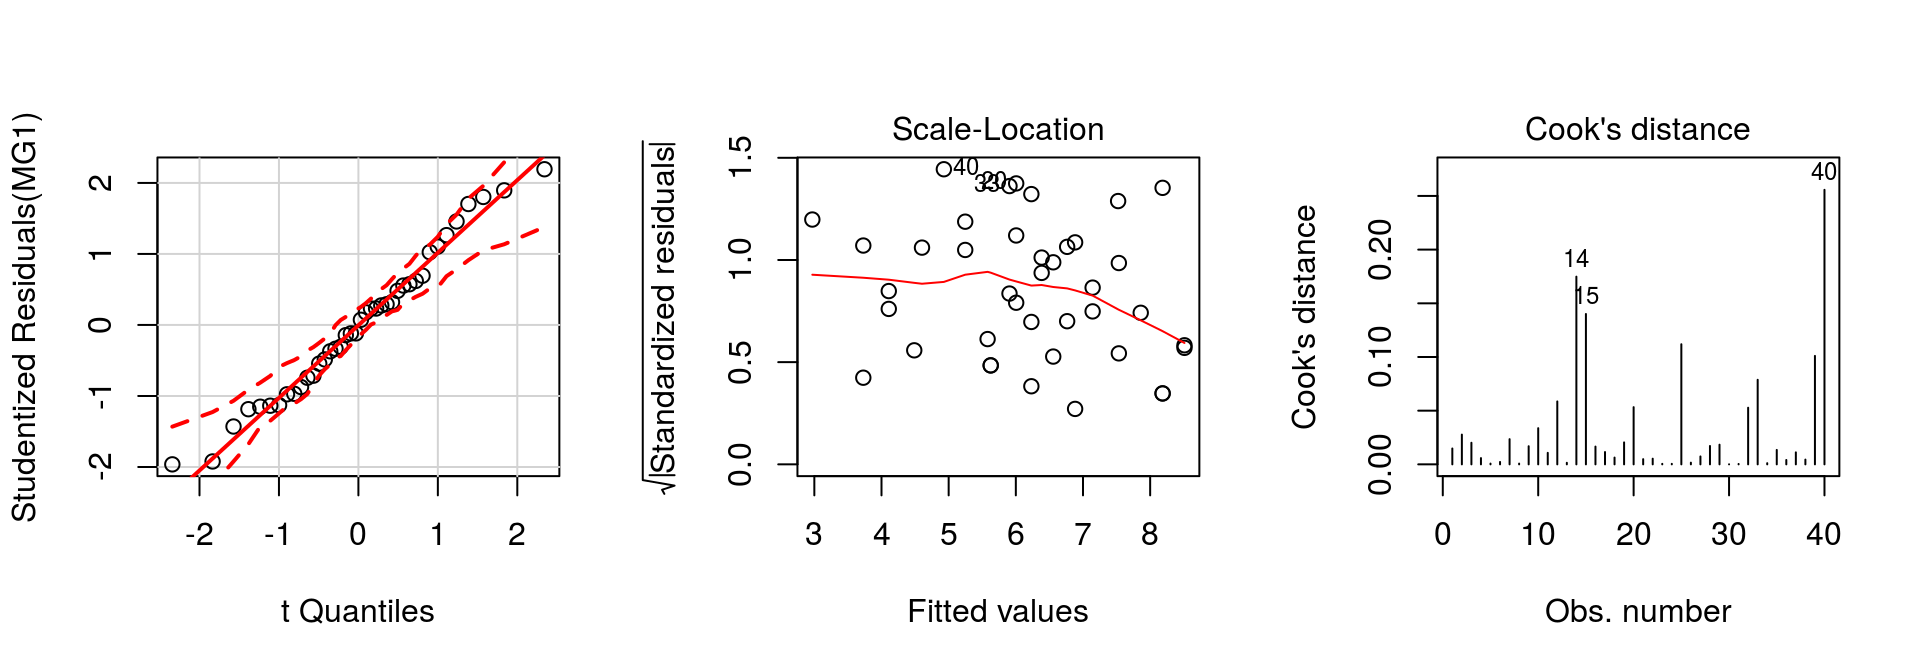 Studentized Residuals(MG1)
2
1
0
-1
-2
-2 -1 0 1 2
t Quantiles
Scale-Location
√|Standardized residuals|
1.5
1.0
0.5
0.0
40
3 4 5 6 7 8
Fitted values
Cook's distance
Cook's distance
0.20
0.10
0.00
40
14
15
0 10 20 30 40
Obs. number